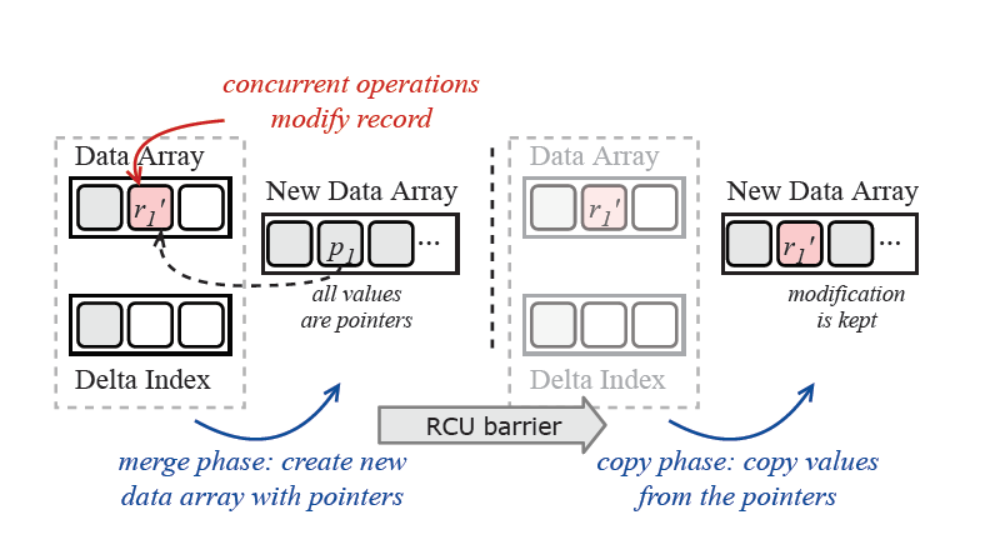 concurrent operations
modify record
Data Array
r1'
New Data Array
p1
...
all values
are pointers
Delta Index
merge phase: create new
data array with pointers
RCU barrier
Data Array
r1'
New Data Array
r1'
...
modification
is kept
Delta Index
copy phase: copy values
from the pointers